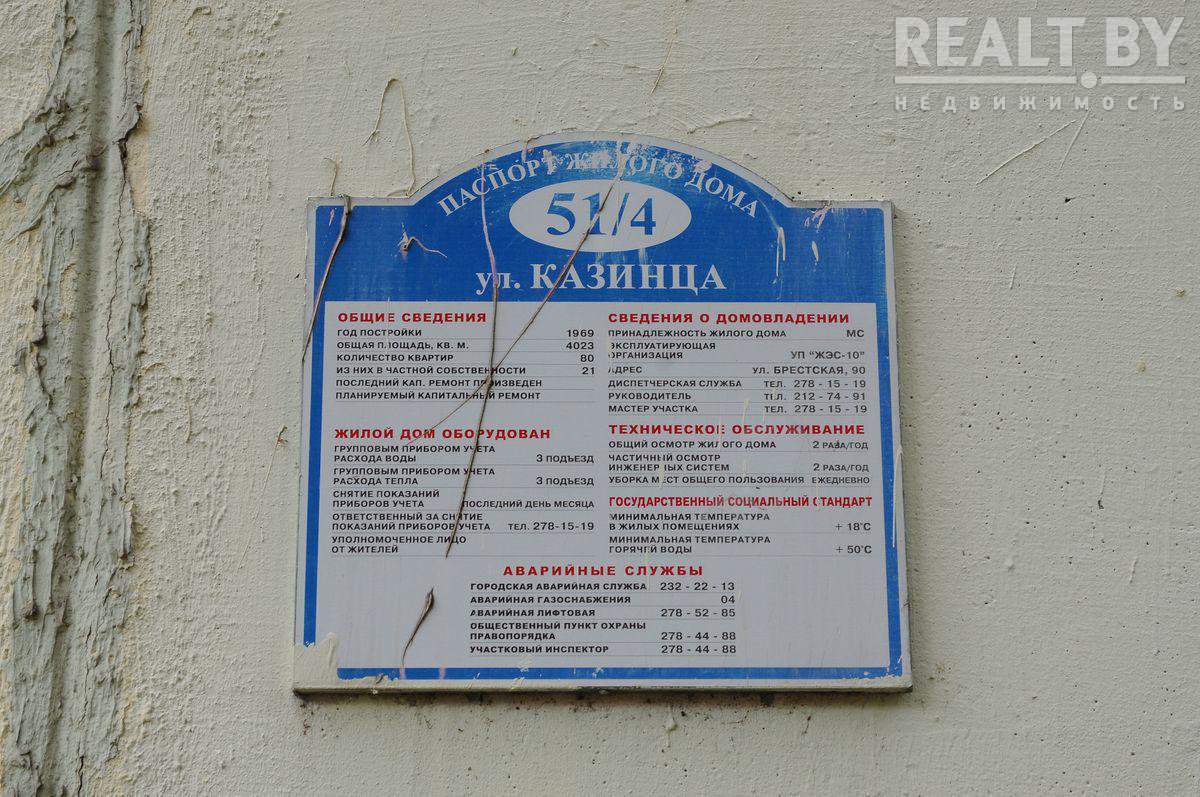 REALT BY
НЕДВИЖИМОСТЬ
ПАСПОРТ ЖИЛОГО ДОМА
51/4
ул. КАЗИНЦА
ОБЩИЕ СВЕДЕНИЯ
ГОД ПОСТРОЙКИ 1969
ОБЩАЯ ПЛОЩАДЬ, КВ. М. 4023
КОЛИЧЕСТВО КВАРТИР 80
ИЗ НИХ В ЧАСТНОЙ СОБСТВЕННОСТИ 21
ПОСЛЕДНИЙ КАП. РЕМОНТ ПРОИЗВЕДЕН
ПЛАНИРУЕМЫЙ КАПИТАЛЬНЫЙ РЕМОНТ
ЖИЛОЙ ДОМ ОБОРУДОВАН
ГРУППОВЫМ ПРИБОРОМ УЧЕТА
РАСХОДА ВОДЫ 3 ПОДЪЕЗД
ГРУППОВЫМ ПРИБОРОМ УЧЕТА
РАСХОДА ТЕПЛА 3 ПОДЪЕЗД
СНЯТИЕ ПОКАЗАНИЙ
ПРИБОРОВ УЧЕТА ПОСЛЕДНИЙ ДЕНЬ МЕСЯЦА
ОТВЕТСТВЕННЫЙ ЗА СНЯТИЕ
ПОКАЗАНИЙ ПРИБОРОВ УЧЕТА ТЕЛ. 278-15-19
УПОЛНОМОЧЕННОЕ ЛИЦО
ОТ ЖИТЕЛЕЙ
СВЕДЕНИЯ О ДОМОВЛАДЕНИИ
ПРИНАДЛЕЖНОСТЬ ЖИЛОГО ДОМА МС
ЭКСПЛУАТИРУЮЩАЯ
ОРГАНИЗАЦИЯ УП "ЖЭС-10"
АДРЕС УЛ. БРЕСТСКАЯ, 90
ДИСПЕТЧЕРСКАЯ СЛУЖБА ТЕЛ. 278 - 15 - 19
РУКОВОДИТЕЛЬ ТЕЛ. 212 - 74 - 91
МАСТЕР УЧАСТКА ТЕЛ. 278 - 15 - 19
ТЕХНИЧЕСКОЕ ОБСЛУЖИВАНИЕ
ОБЩИЙ ОСМОТР ЖИЛОГО ДОМА 2 РАЗА/ГОД
ЧАСТИЧНЫЙ ОСМОТР
ИНЖЕНЕРНЫХ СИСТЕМ 2 РАЗА/ГОД
УБОРКА МЕСТ ОБЩЕГО ПОЛЬЗОВАНИЯ ЕЖЕДНЕВНО
ГОСУДАРСТВЕННЫЙ СОЦИАЛЬНЫЙ СТАНДАРТ
МИНИМАЛЬНАЯ ТЕМПЕРАТУРА
В ЖИЛЫХ ПОМЕЩЕНИЯХ + 18°С
МИНИМАЛЬНАЯ ТЕМПЕРАТУРА
ГОРЯЧЕЙ ВОДЫ + 50°С
АВАРИЙНЫЕ СЛУЖБЫ
ГОРОДСКАЯ АВАРИЙНАЯ СЛУЖБА 232 - 22 - 13
АВАРИЙНАЯ ГАЗОСНАБЖЕНИЯ 04
АВАРИЙНАЯ ЛИФТОВАЯ 278 - 52 - 85
ОБЩЕСТВЕННЫЙ ПУНКТ ОХРАНЫ
ПРАВОПОРЯДКА 278 - 44 - 88
УЧАСТКОВЫЙ ИНСПЕКТОР 278 - 44 - 88